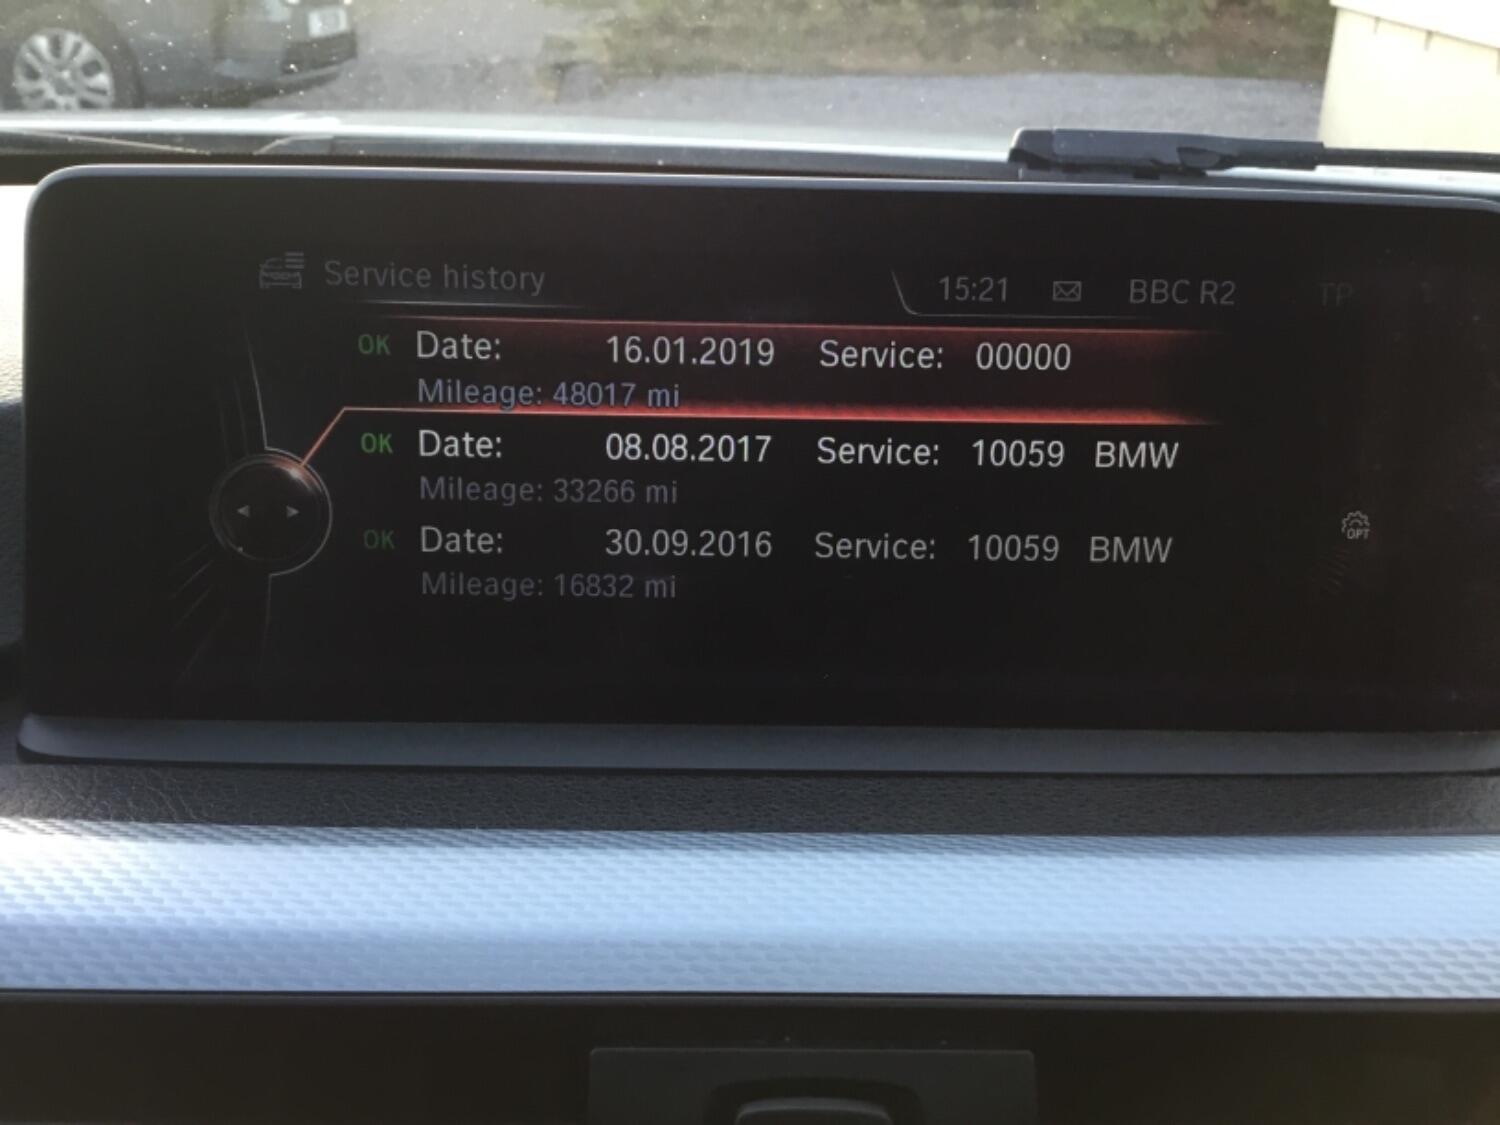 Service history 15:21 BBC R2 TP
OK Date: 16.01.2019 Service: 00000
Mileage: 48017 mi
OK Date: 08.08.2017 Service: 10059 BMW
Mileage: 33266 mi
OK Date: 30.09.2016 Service: 10059 BMW
Mileage: 16832 mi
OPT